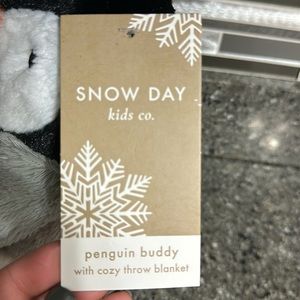 SNOW DAY
kids co.
penguin buddy
with cozy throw blanket